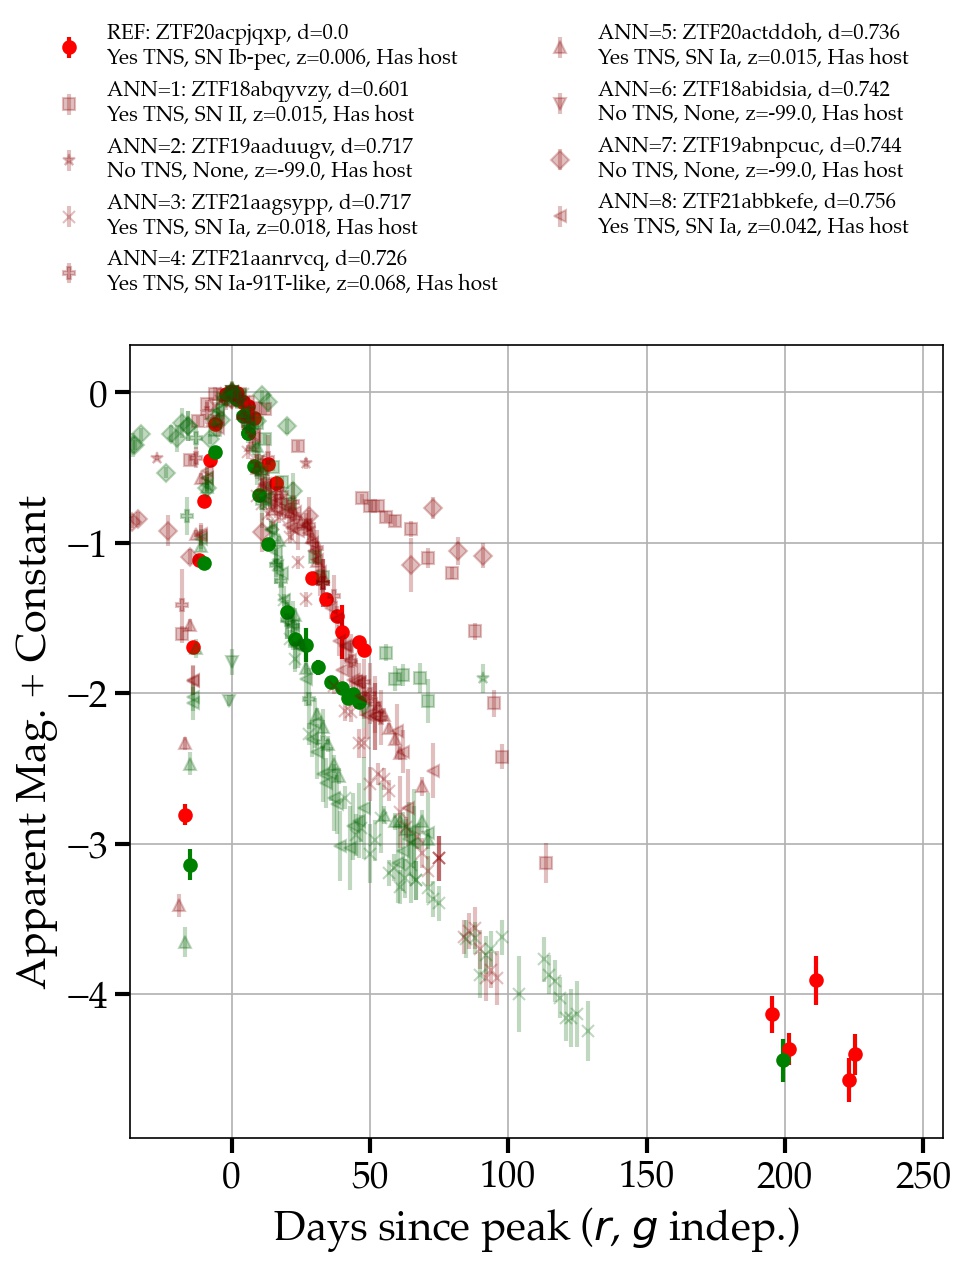 REF: ZTF20acpjqxp, d=0.0
Yes TNS, SN Ib-pec, z=0.006, Has host
ANN=1: ZTF18abqyvzy, d=0.601
Yes TNS, SN II, z=0.015, Has host
ANN=2: ZTF19aaduugv, d=0.717
No TNS, None, z=-99.0, Has host
ANN=3: ZTF21aagsypp, d=0.717
Yes TNS, SN Ia, z=0.018, Has host
ANN=4: ZTF21aanrvcq, d=0.726
Yes TNS, SN Ia-91T-like, z=0.068, Has host
ANN=5: ZTF20actddoh, d=0.736
Yes TNS, SN Ia, z=0.015, Has host
ANN=6: ZTF18abidsia, d=0.742
No TNS, None, z=-99.0, Has host
ANN=7: ZTF19abnpcuc, d=0.744
No TNS, None, z=-99.0, Has host
ANN=8: ZTF21abbkefe, d=0.756
Yes TNS, SN Ia, z=0.042, Has host
Apparent Mag. + Constant
0
−1
−2
−3
−4
0 50 100 150 200 250
Days since peak (r, g indep.)